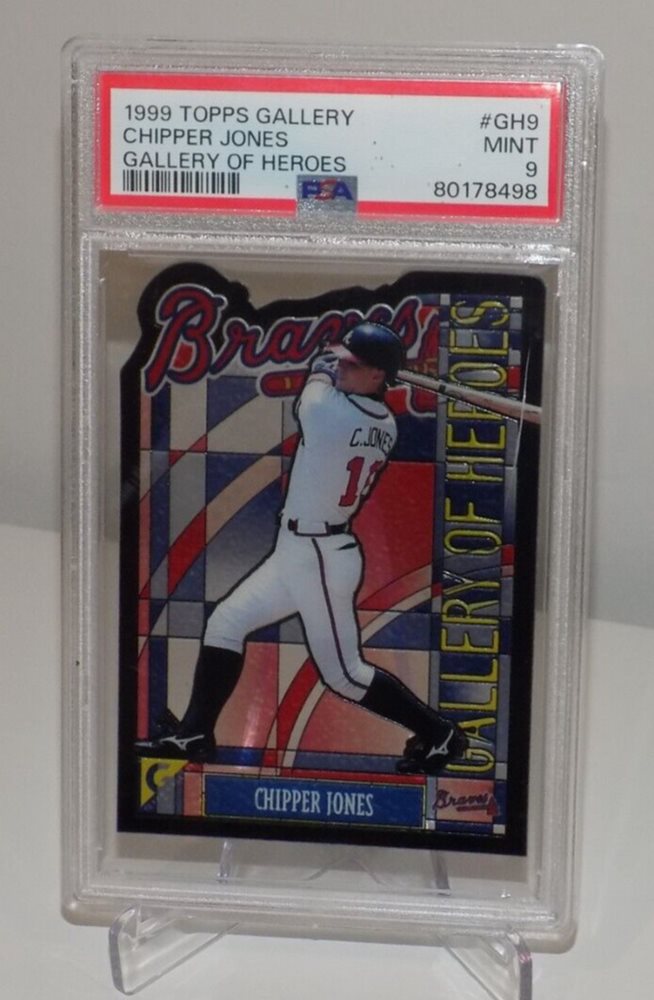 1999 TOPPS GALLERY #GH9
CHIPPER JONES MINT
GALLERY OF HEROES 9
PSA 80178498
Braves
C. JONES
10
GALLERY OF HEROES
CHIPPER JONES
Braves